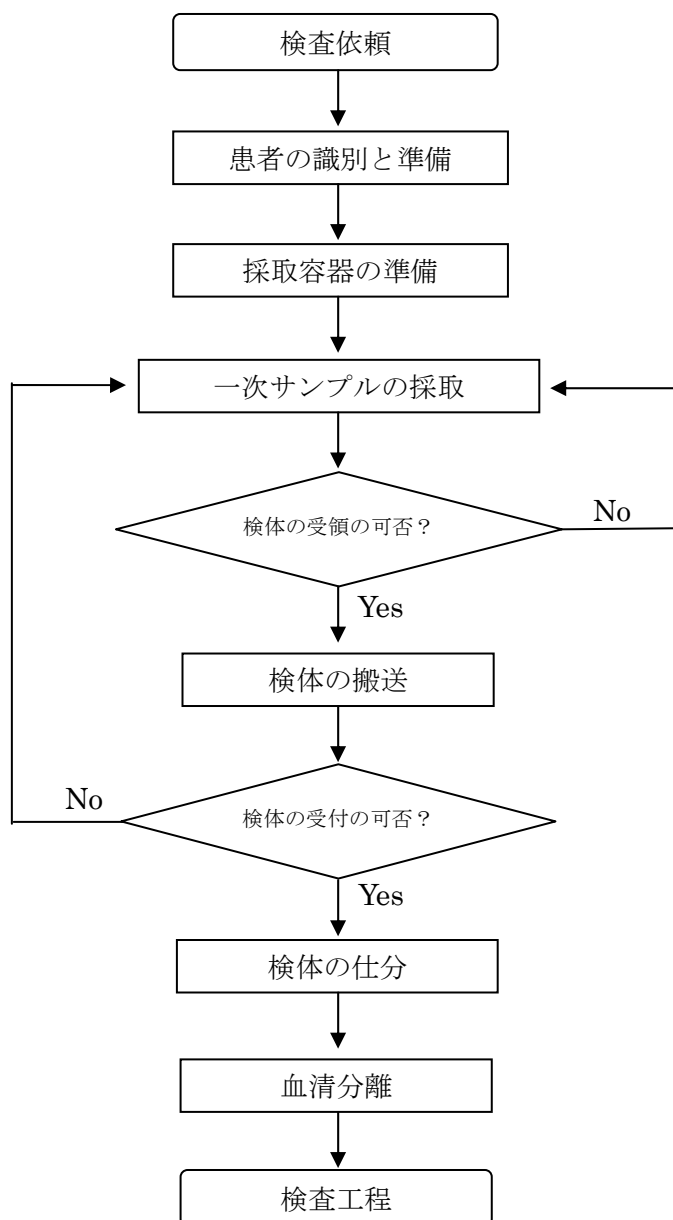 検査依頼
患者の識別と準備
採取容器の準備
一次サンプルの採取
検体の受領の可否？
No
Yes
検体の搬送
No
検体の受付の可否？
Yes
検体の仕分
血清分離
検査工程